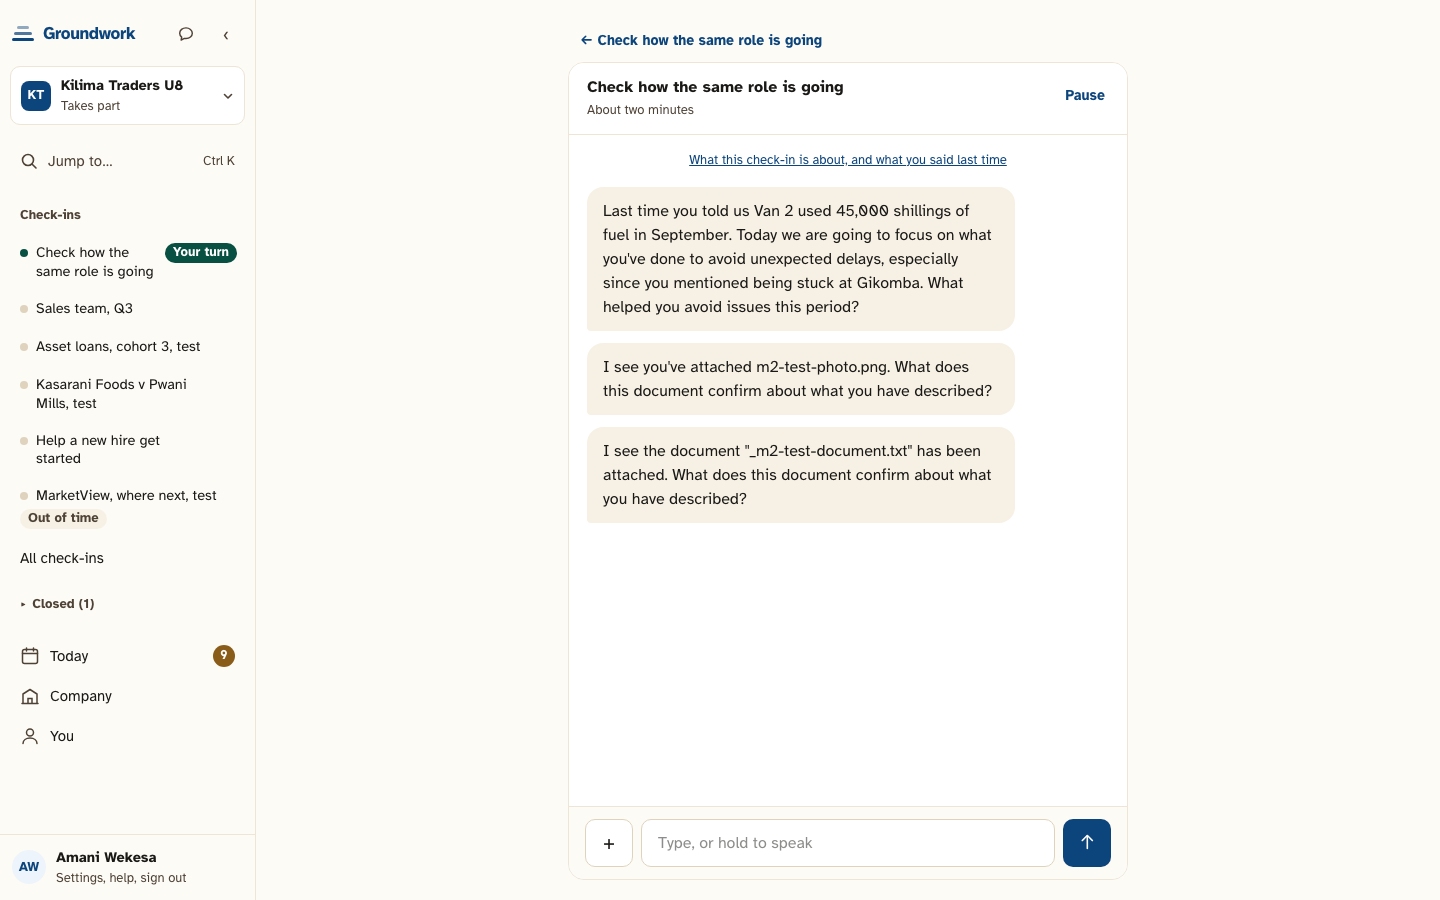 Groundwork
KT
Kilima Traders U8
Takes part
Jump to...
Ctrl K
Check-ins
Check how the
same role is going
Your turn
Sales team, Q3
Asset loans, cohort 3, test
Kasarani Foods v Pwani
Mills, test
Help a new hire get
started
MarketView, where next, test
Out of time
All check-ins
Closed (1)
Today
9
Company
You
AW
Amani Wekesa
Settings, help, sign out
← Check how the same role is going
Check how the same role is going
About two minutes
Pause
What this check-in is about, and what you said last time
Last time you told us Van 2 used 45,000 shillings of
fuel in September. Today we are going to focus on what
you've done to avoid unexpected delays, especially
since you mentioned being stuck at Gikomba. What
helped you avoid issues this period?
I see you've attached m2-test-photo.png. What does
this document confirm about what you have described?
I see the document "_m2-test-document.txt" has been
attached. What does this document confirm about what
you have described?
+
Type, or hold to speak